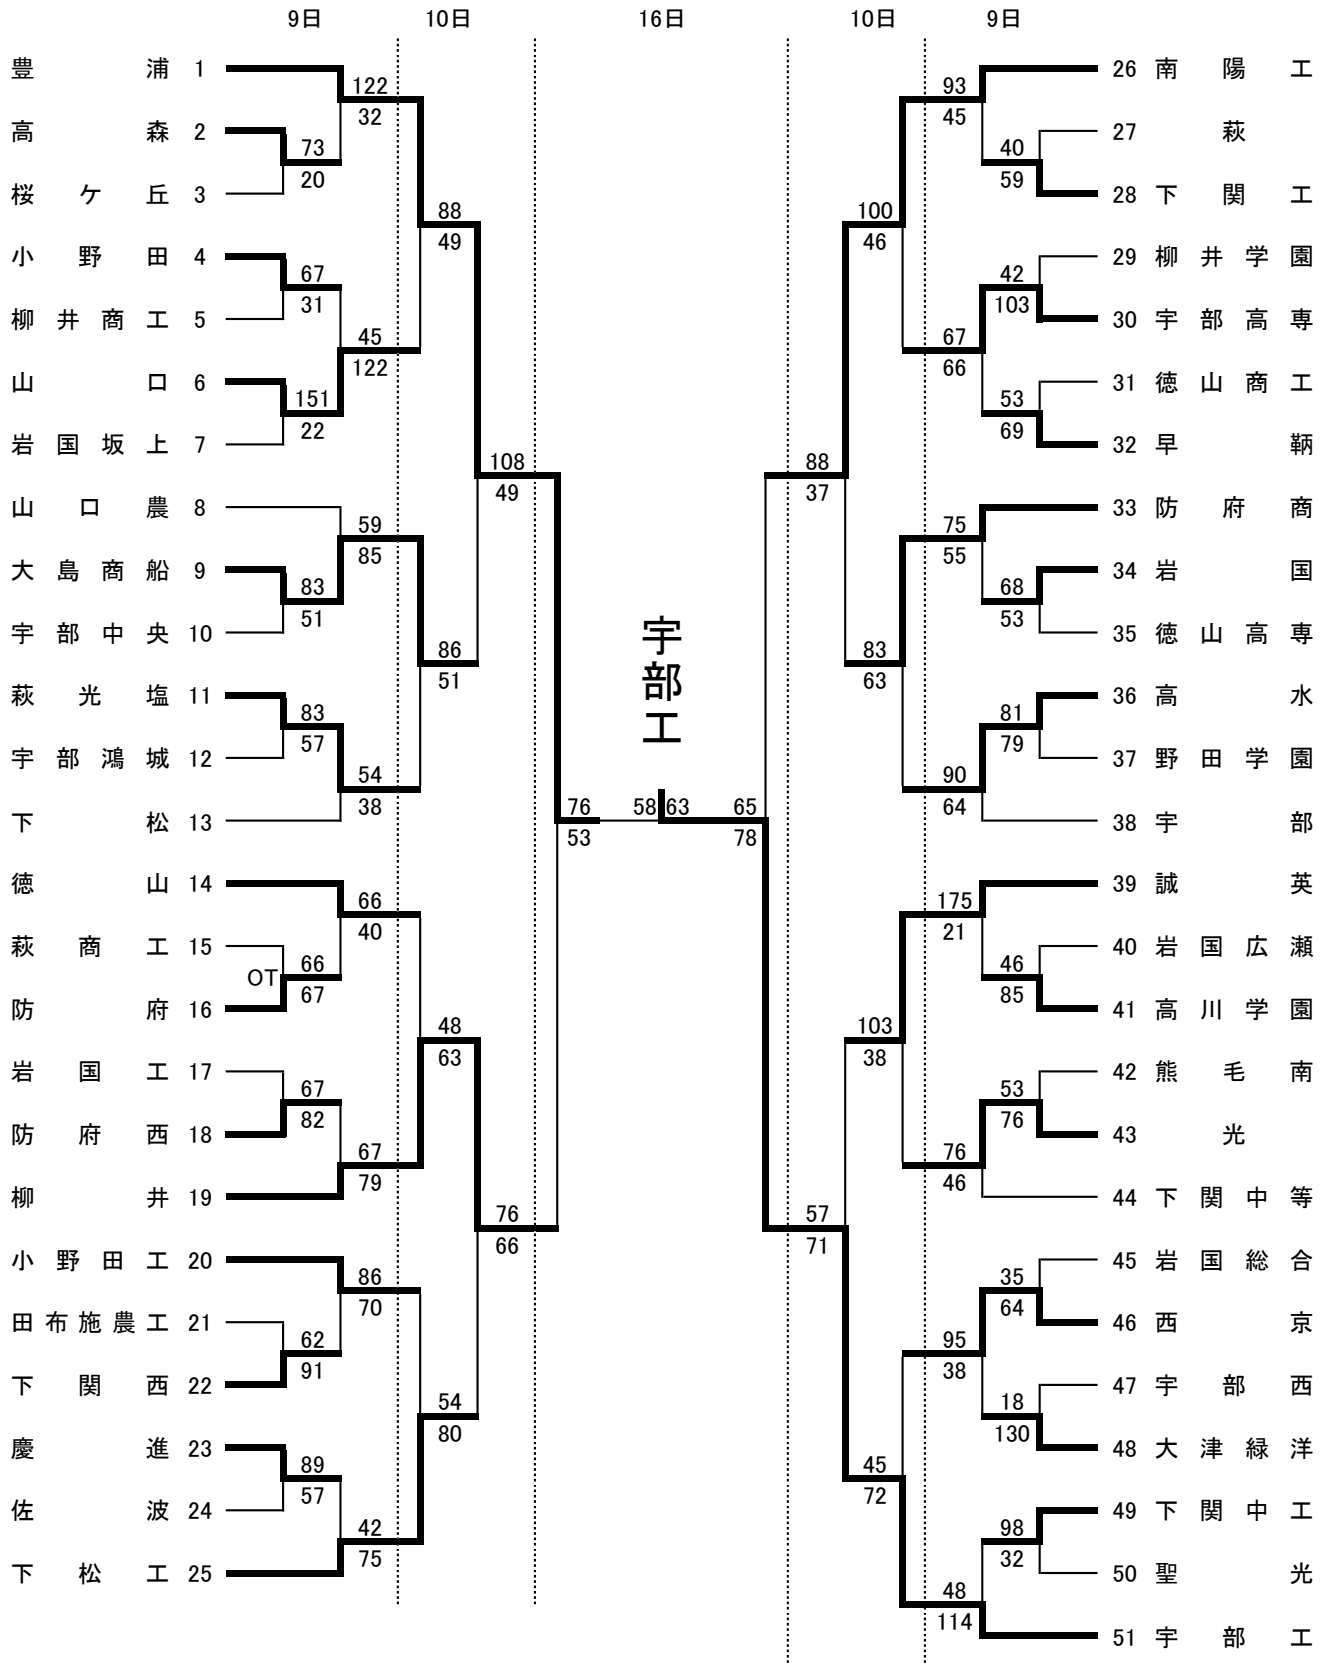 9日 10日 16日 10日 9日
豊浦 1
高森 2
桜ケ丘 3
小野田 4
柳井商工 5
山口 6
岩国坂上 7
山口農 8
大島商船 9
宇部中央 10
萩光塩 11
宇部鴻城 12
下松 13
徳山 14
萩商工 15
防府 16
岩国工 17
防府西 18
柳井 19
小野田工 20
田布施農工 21
下関西 22
慶進 23
佐波 24
下松工 25
73
20
67
31
151
22
83
51
83
57
OT
66
67
67
82
62
91
89
57
122
32
45
122
59
85
54
38
66
40
67
79
86
70
42
75
88
49
86
51
48
63
54
80
108
49
76
66
76
53
宇部工
58 63
65
78
88
37
57
71
100
46
83
63
103
38
45
72
93
45
67
66
75
55
90
64
175
21
76
46
95
38
48
114
40
59
42
103
53
69
68
53
81
79
46
85
53
76
35
64
18
130
98
32
26 南陽工
27 萩
28 下関工
29 柳井学園
30 宇部高専
31 徳山商工
32 早鞆
33 防府商
34 岩国
35 徳山高専
36 高水
37 野田学園
38 宇部
39 誠英
40 岩国広瀬
41 高川学園
42 熊毛南
43 光
44 下関中等
45 岩国総合
46 西京
47 宇部西
48 大津緑洋
49 下関中工
50 聖光
51 宇部工